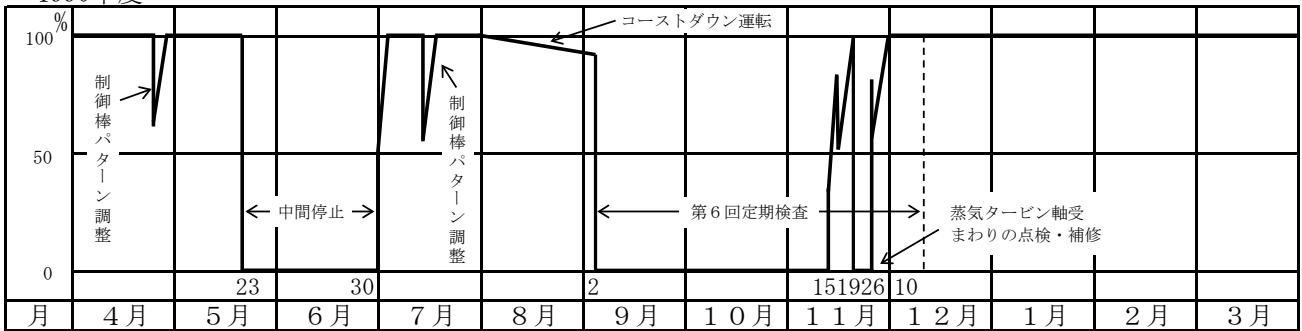 %
100
50
0
コーストダウン運転
制御棒パターン調整
中間停止
制御棒パターン調整
第6回定期検査
蒸気タービン軸受
まわりの点検・補修
23 30 2 15 19 26 10
月 4月 5月 6月 7月 8月 9月 10月 11月 12月 1月 2月 3月